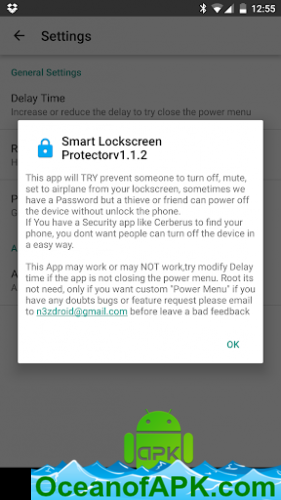 12:55
Settings
General Settings
Delay Time
Increase or reduce the delay to try close the power menu
Smart Lockscreen
Protectorv1.1.2
This app will TRY prevent someone to turn off, mute,
set to airplane from your lockscreen, sometimes we
have a Password but a thieve or friend can power off
the device without unlock the phone.
If You have a Security app like Cerberus to find your
phone, you dont want people can turn off the device in
a easy way.
This App may work or may NOT work,try modify Delay
time if the app is not closing the power menu. Root its
not need, only if you want custom "Power Menu" if you
have any doubts bugs or feature request please email
to n3zdroid@gmail.com before leave a bad feedback
OK
APK
OceanofAPK.com